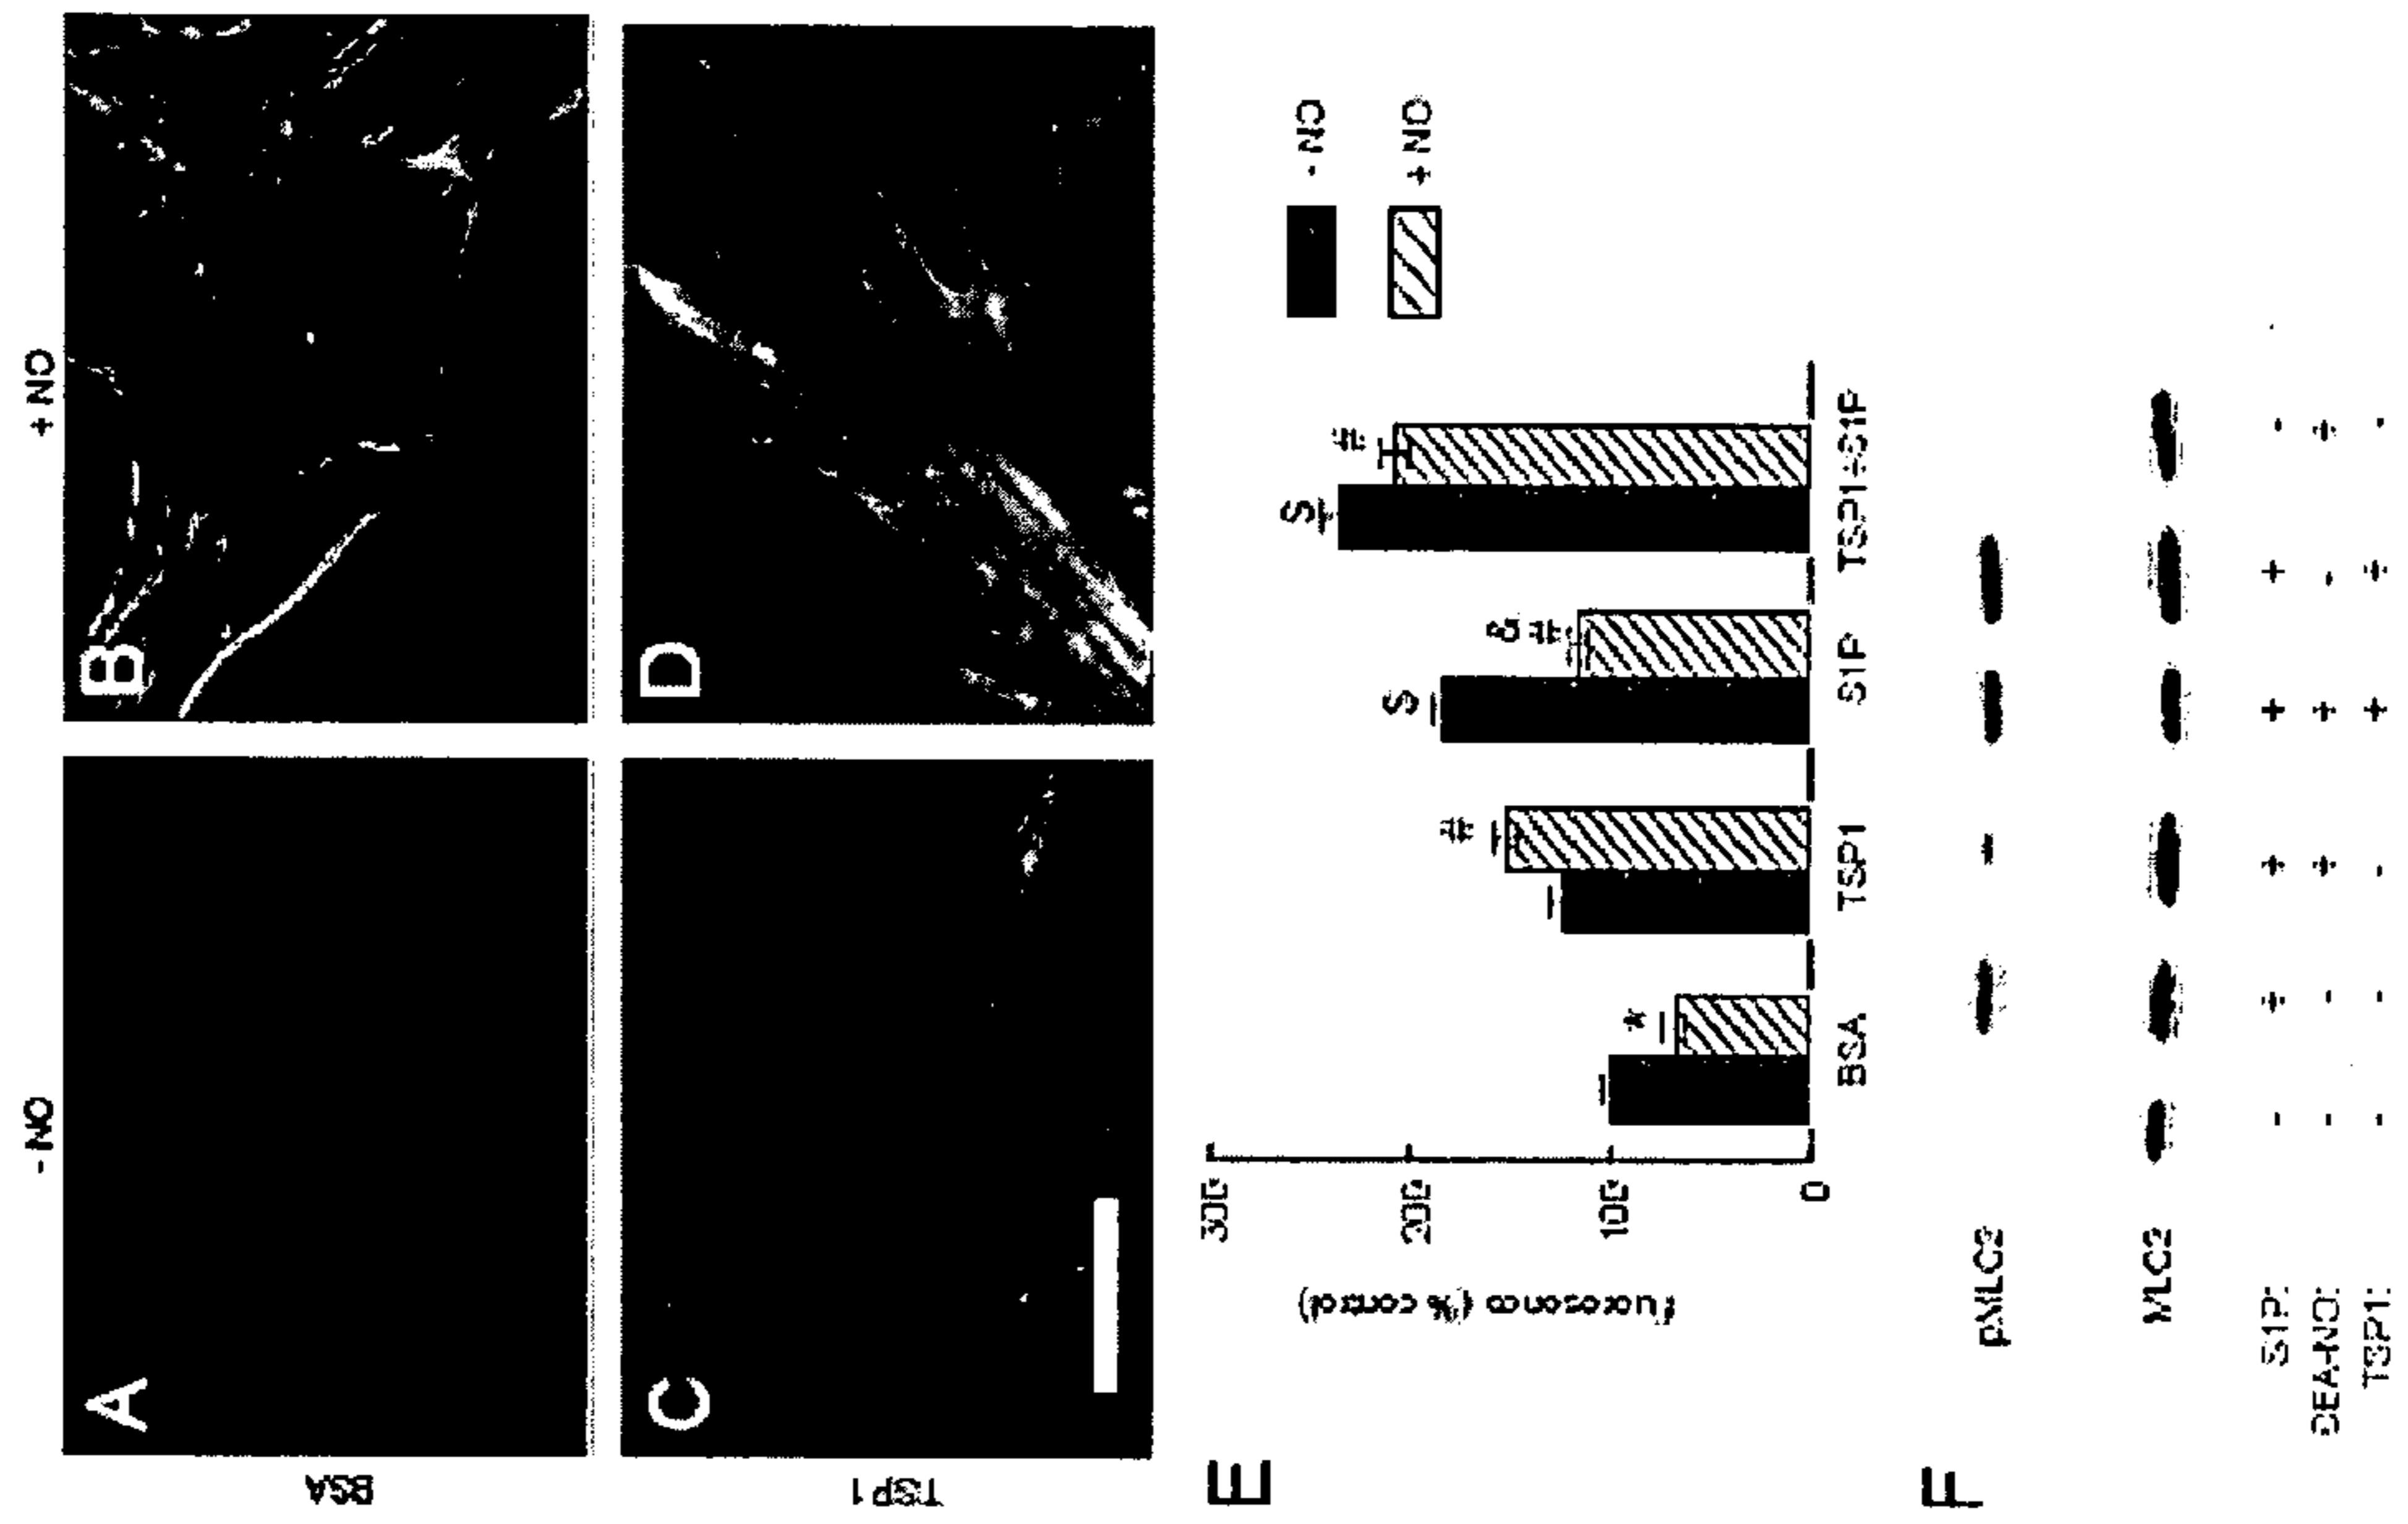 - NO
+ NO
A
B
BSA
C
D
TSP1
E
fluorescence (% control)
300
200
100
0
S
S
#
#
&
#
*
- NO
+ NO
BSA
TSP1
S1P
TSP1+S1P
F
pMLC2
MLC2
S1P: - + + + + -
DEA/NO: - - + + - +
TSP1: - - - + + -